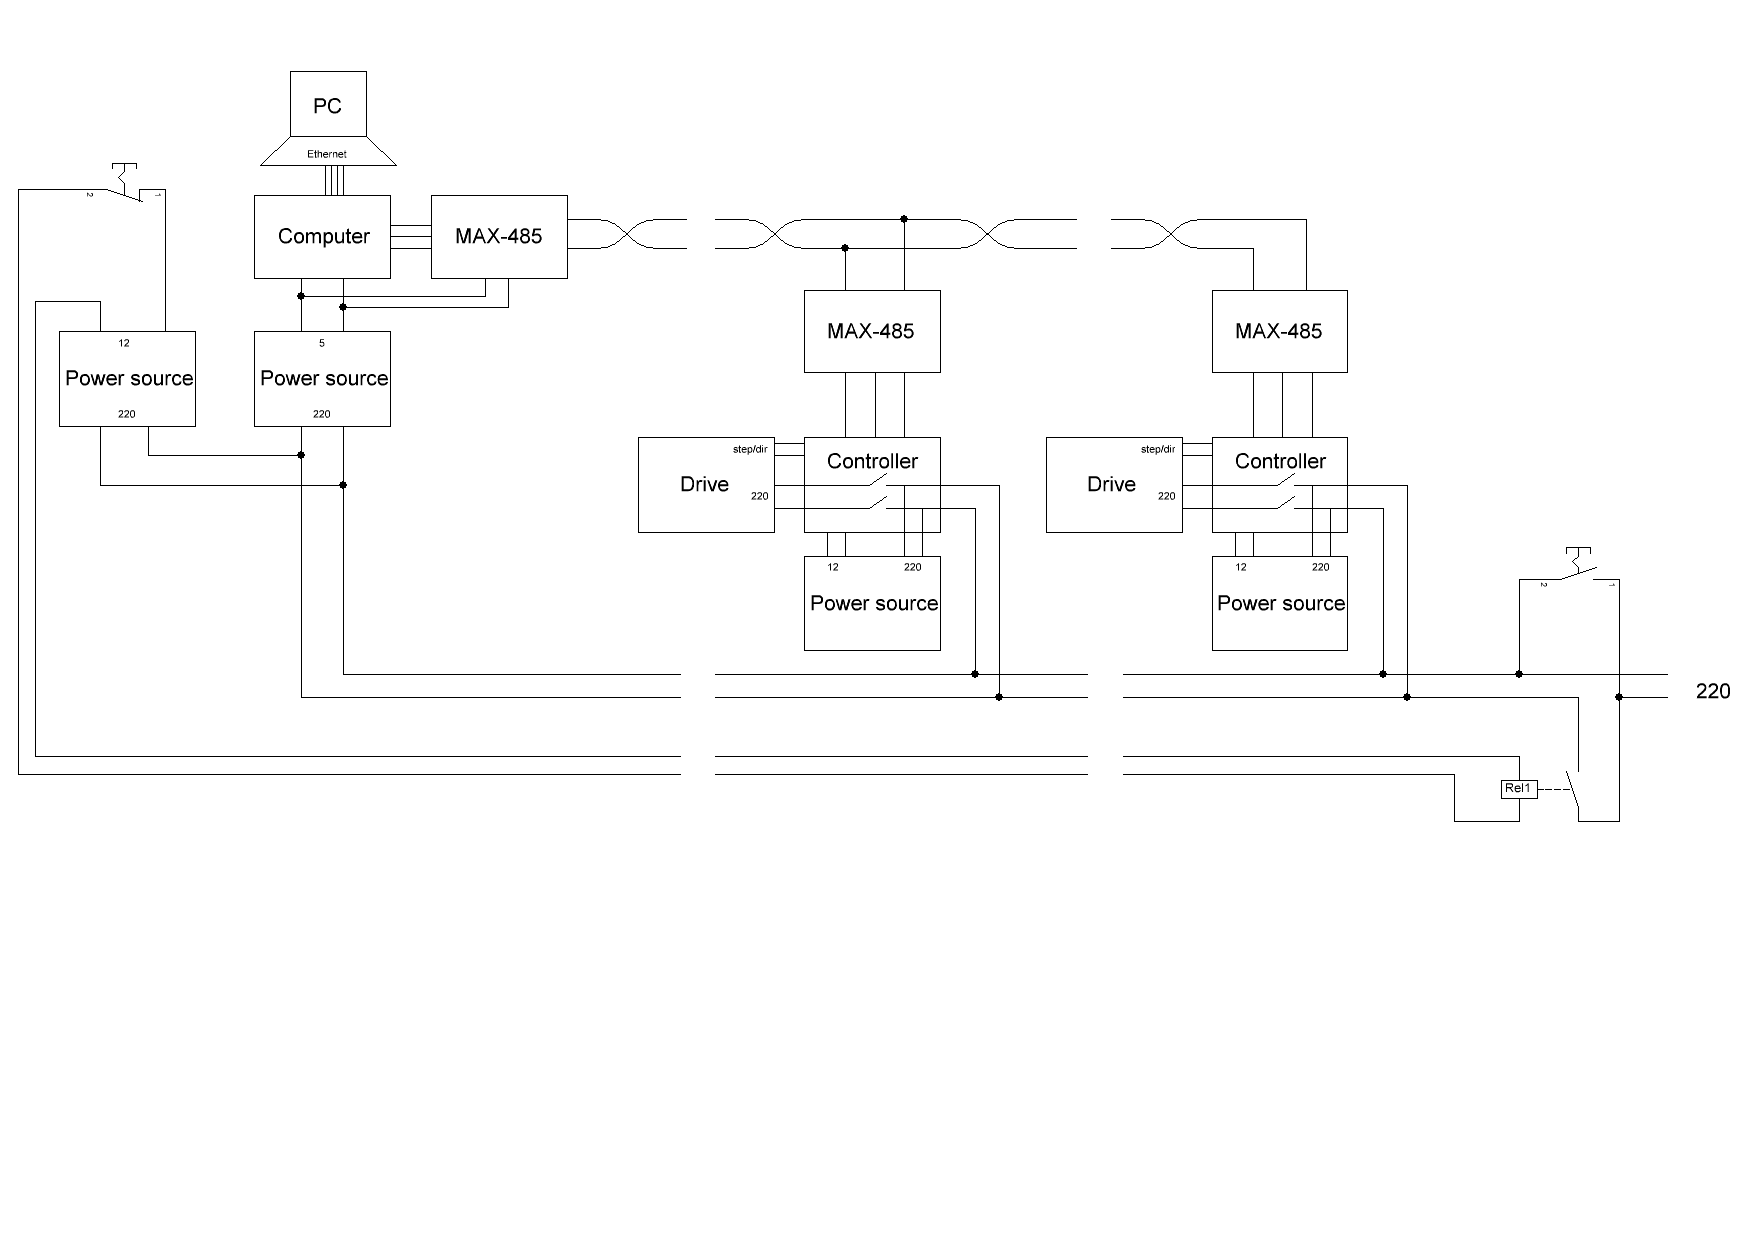 PC
Ethernet
2
1
Computer
MAX-485
12
Power source
220
5
Power source
220
MAX-485
MAX-485
step/dir
Drive
220
Controller
step/dir
Drive
220
Controller
12
220
Power source
12
220
Power source
2
1
220
Rel1